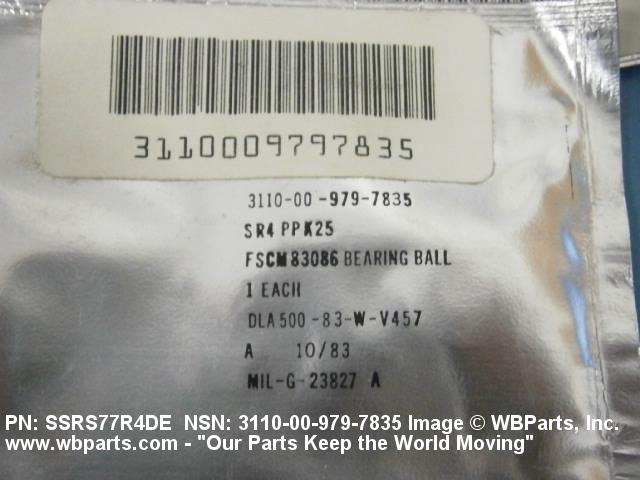 3110009797835
3110-00-979-7835
SR4 PPK25
FSCM 83086 BEARING BALL
1 EACH
DLA 500-83-W-V457
A 10/83
MIL-G-23827 A
PN: SSRS77R4DE NSN: 3110-00-979-7835 Image © WBParts, Inc.
www.wbparts.com - "Our Parts Keep the World Moving"